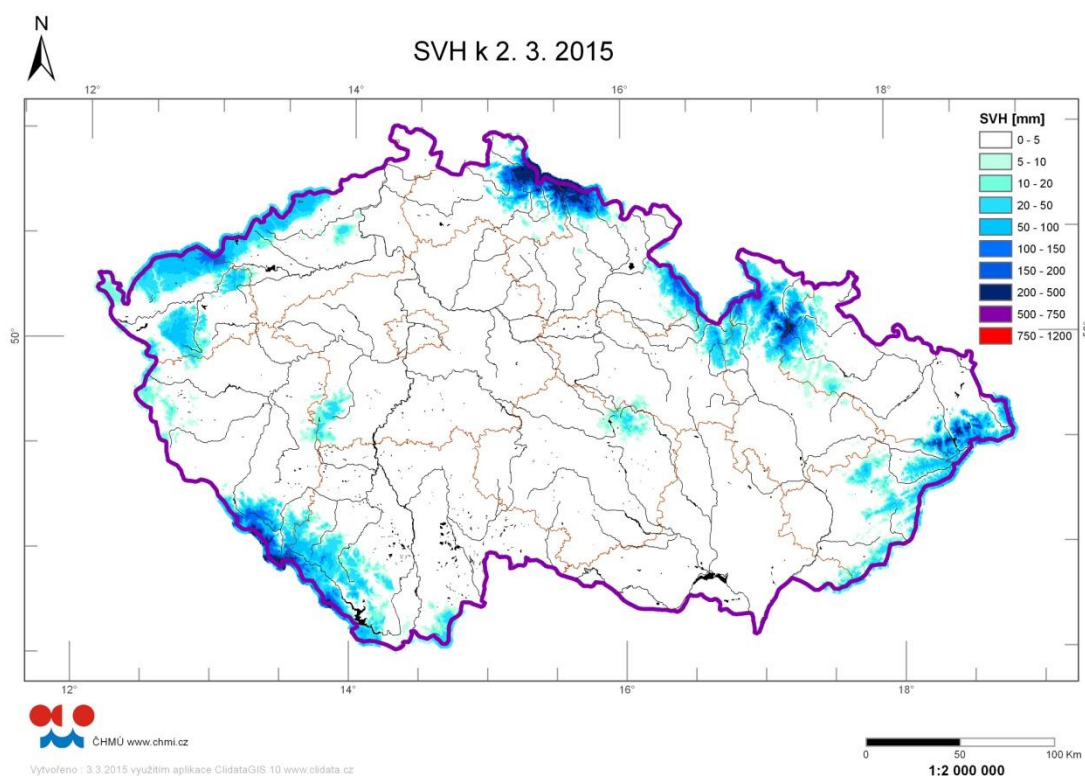 N
SVH k 2. 3. 2015
12° 14° 16° 18°
SVH [mm]
0 - 5
5 - 10
10 - 20
20 - 50
50 - 100
100 - 150
150 - 200
200 - 500
500 - 750
750 - 1200
50°
12° 14° 16° 18°
ČHMÚ www.chmi.cz
0 50 100 Km
Vytvořeno : 3.3.2015 využitím aplikace ClidataGIS 10 www.clidata.cz
1:2 000 000